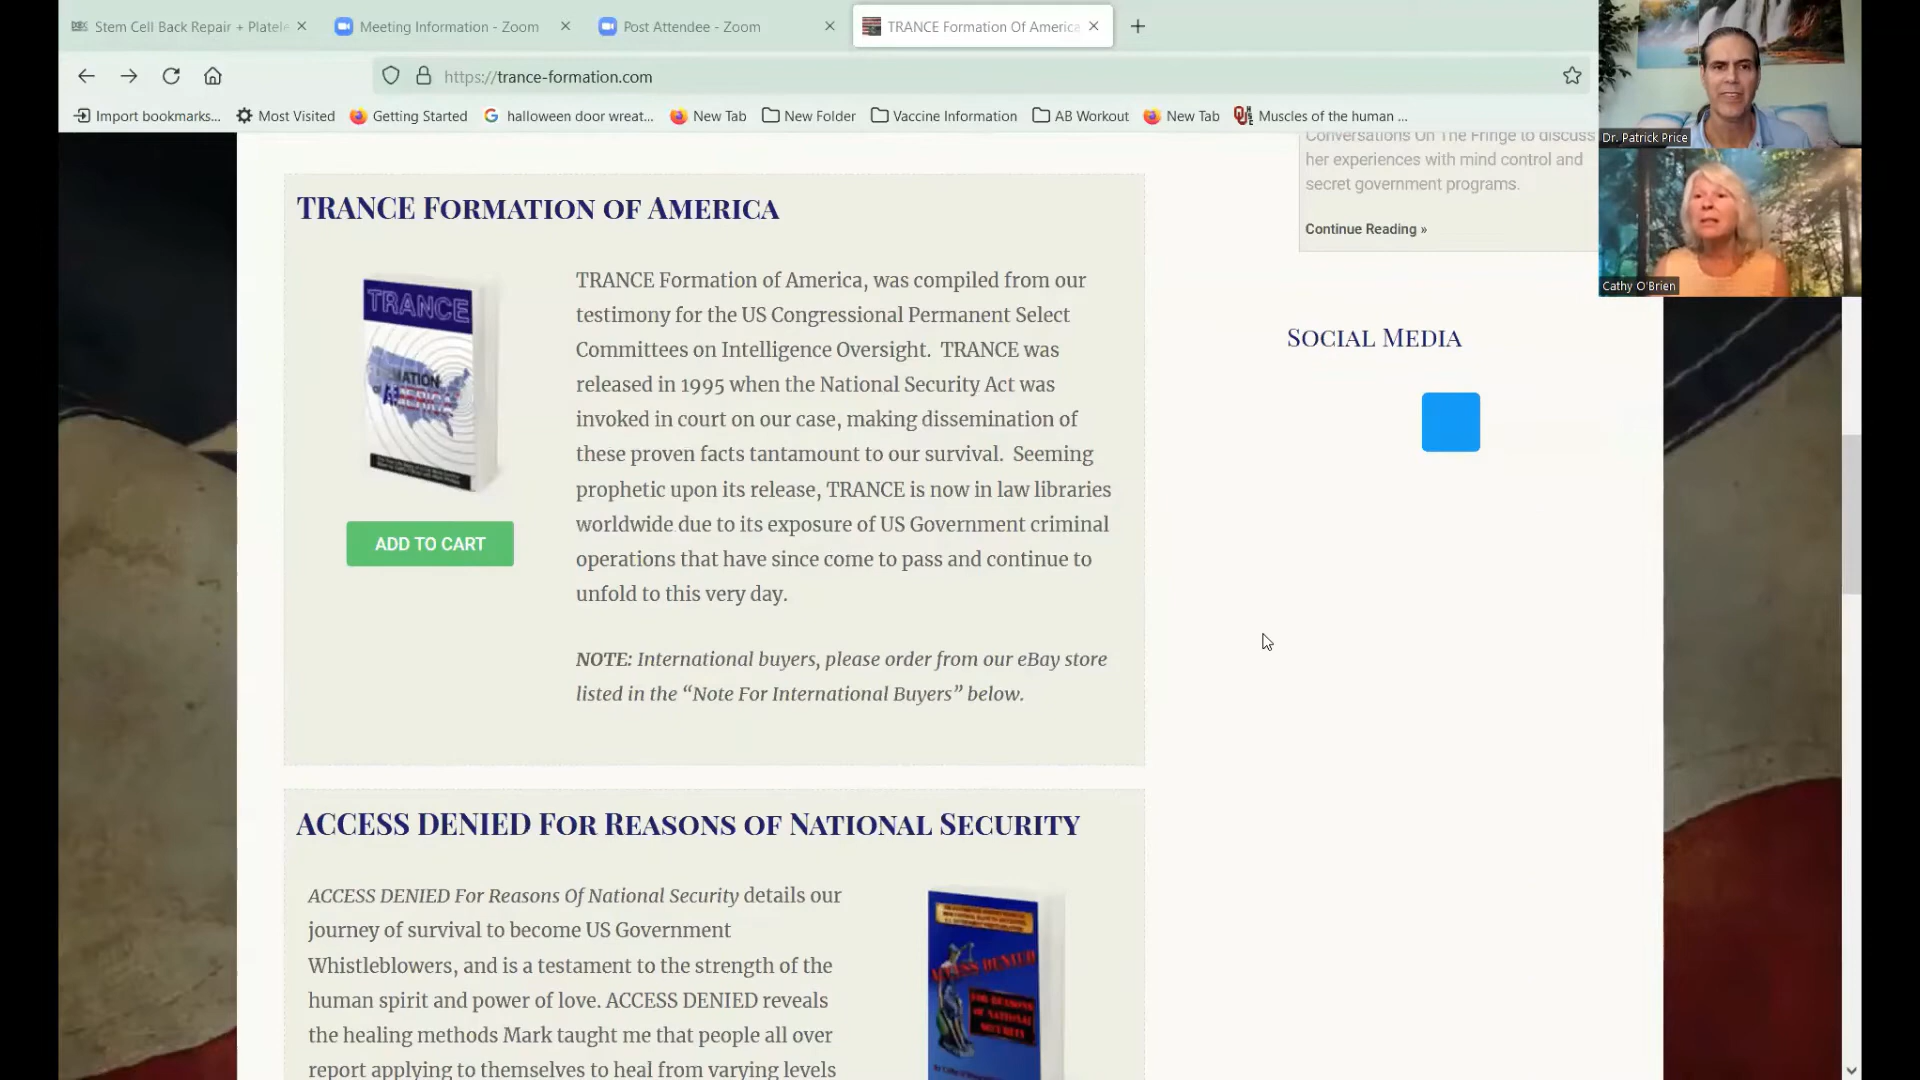 Stem Cell Back Repair + Platele
Meeting Information - Zoom
Post Attendee - Zoom
TRANCE Formation Of America
https://trance-formation.com
Import bookmarks...
Most Visited
Getting Started
halloween door wreat...
New Tab
New Folder
Vaccine Information
AB Workout
New Tab
Muscles of the human ...
Dr. Patrick Price
Cathy O'Brien
Conversations On The Fringe to discuss
her experiences with mind control and
secret government programs.
Continue Reading »
TRANCE Formation of America
TRANCE
FORMATION
of AMERICA
ADD TO CART
TRANCE Formation of America, was compiled from our
testimony for the US Congressional Permanent Select
Committees on Intelligence Oversight.  TRANCE was
released in 1995 when the National Security Act was
invoked in court on our case, making dissemination of
these proven facts tantamount to our survival.  Seeming
prophetic upon its release, TRANCE is now in law libraries
worldwide due to its exposure of US Government criminal
operations that have since come to pass and continue to
unfold to this very day.
NOTE: International buyers, please order from our eBay store
listed in the “Note For International Buyers” below.
Social Media
ACCESS DENIED For Reasons of National Security
ACCESS DENIED For Reasons Of National Security details our
journey of survival to become US Government
Whistleblowers, and is a testament to the strength of the
human spirit and power of love. ACCESS DENIED reveals
the healing methods Mark taught me that people all over
report applying to themselves to heal from varying levels
ACCESS DENIED
FOR REASONS
OF NATIONAL
SECURITY